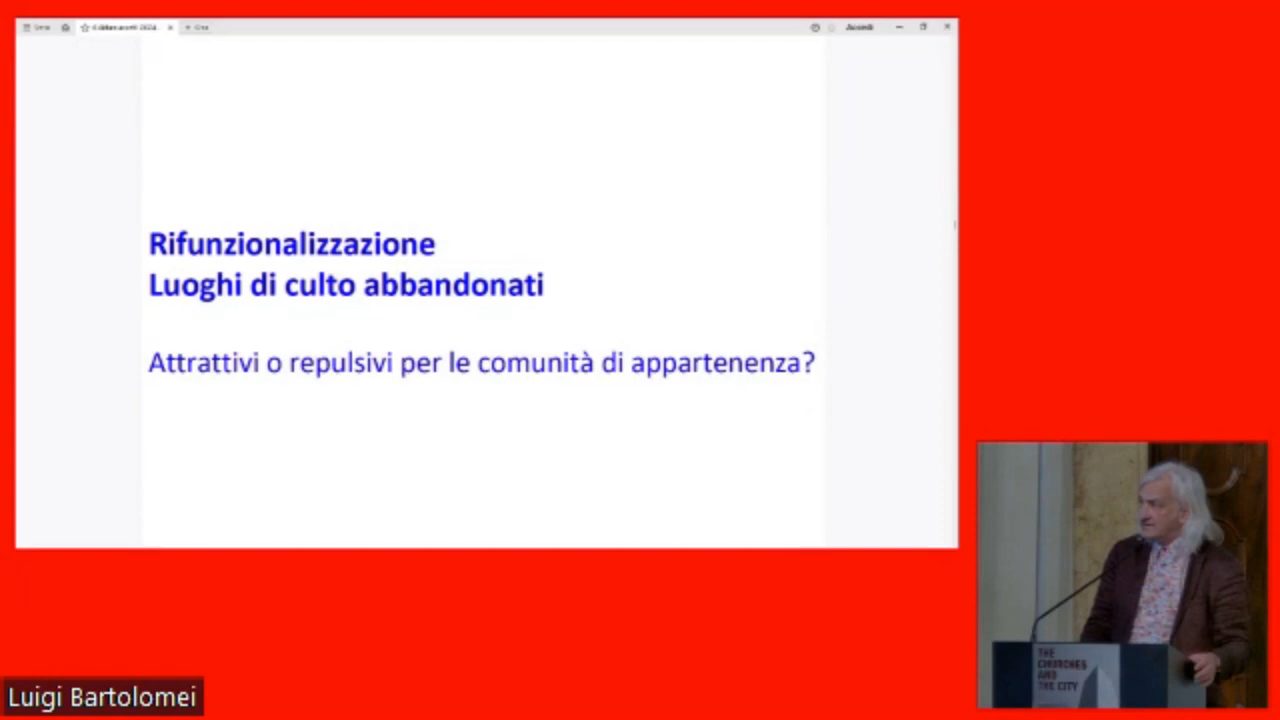 Rifunzionalizzazione
Luoghi di culto abbandonati
Attrattivi o repulsivi per le comunità di appartenenza?
Accedi
THE
CHURCHES
AND
THE CITY
Luigi Bartolomei